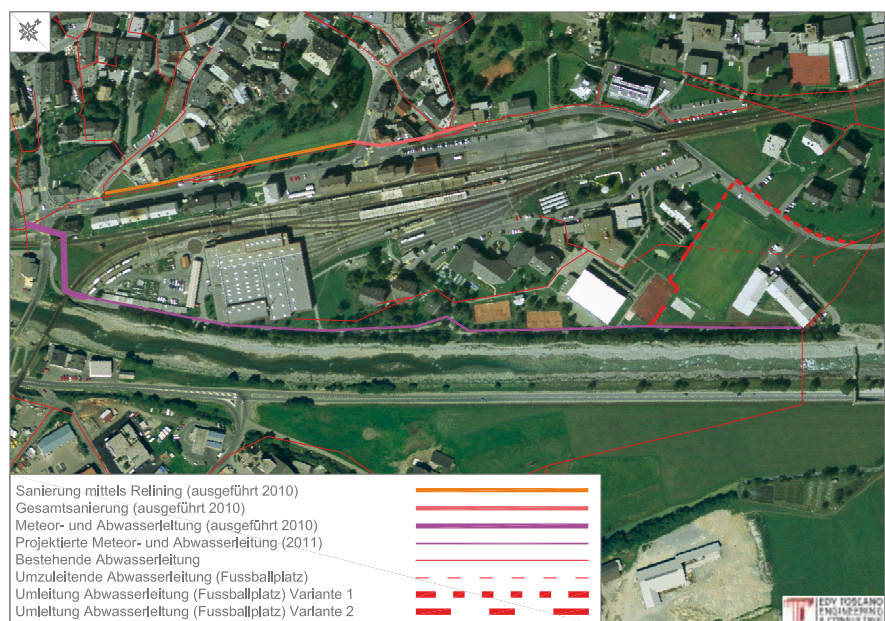 Sanierung mittels Relining (ausgeführt 2010)
Gesamtsanierung (ausgeführt 2010)
Meteor- und Abwasserleitung (ausgeführt 2010)
Projektierte Meteor- und Abwasserleitung (2011)
Bestehende Abwasserleitung
Umzuleitende Abwasserleitung (Fussballplatz)
Umleitung Abwasserleitung (Fussballplatz) Variante 1
Umleitung Abwasserleitung (Fussballplatz) Variante 2
EDY TOSCANO
ENGINEERING
& CONSULTING